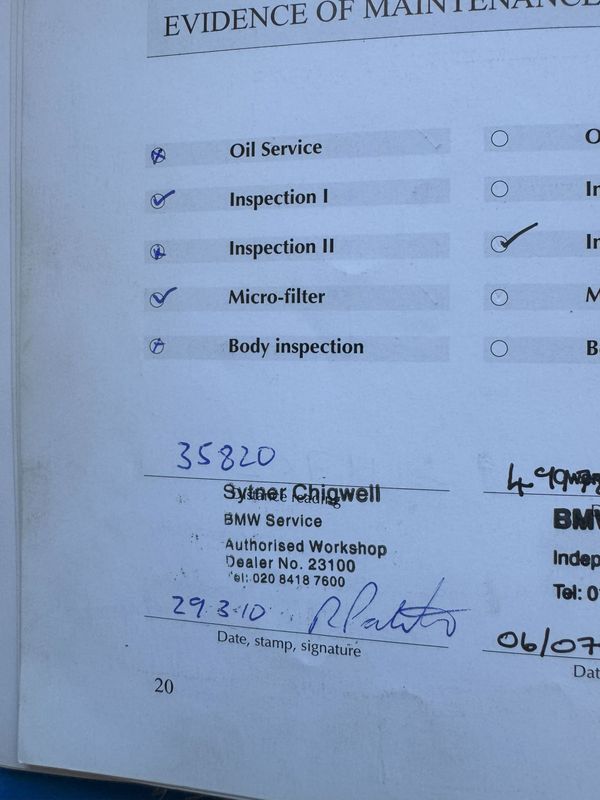 EVIDENCE OF MAINTENANCE
Oil Service
Inspection I
Inspection II
Micro-filter
Body inspection
35820
Distance reading
Sytner Chigwell
BMW Service
Authorised Workshop
Dealer No. 23100
Tel: 020 8418 7600
29.3.10
Date, stamp, signature
20
O
In
In
M
B
BMW
Indep
Tel: 0
06/07
Dat